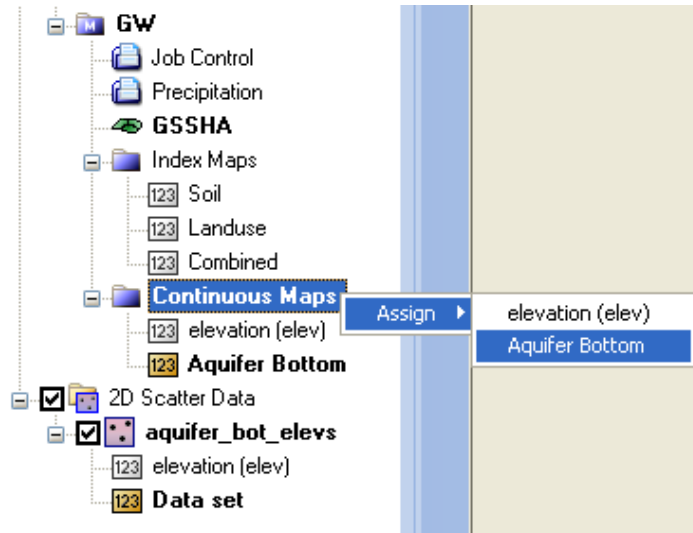 GW
Job Control
Precipitation
GSSHA
Index Maps
123 Soil
123 Landuse
123 Combined
Continuous Maps
Assign
elevation (elev)
Aquifer Bottom
123 elevation (elev)
123 Aquifer Bottom
2D Scatter Data
aquifer_bot_elevs
123 elevation (elev)
123 Data set